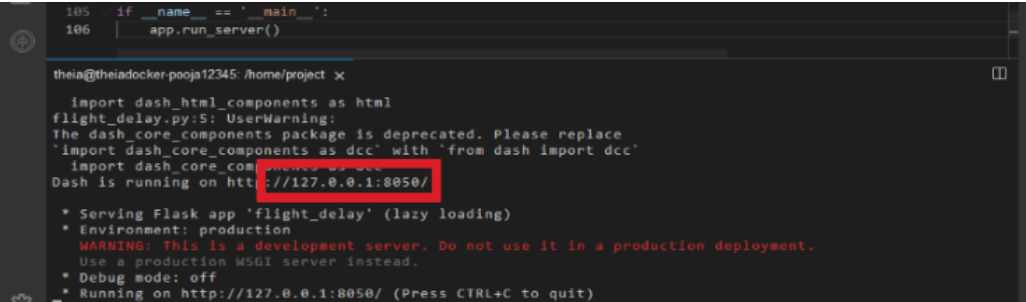 105 if __name__ == '__main__':
106 app.run_server()
theia@theiadocker-pooja12345: /home/project ×
import dash_html_components as html
flight_delay.py:5: UserWarning:
The dash_core_components package is deprecated. Please replace
`import dash_core_components as dcc` with `from dash import dcc`
import dash_core_components as dcc
Dash is running on http://127.0.0.1:8050/
* Serving Flask app 'flight_delay' (lazy loading)
* Environment: production
WARNING: This is a development server. Do not use it in a production deployment.
Use a production WSGI server instead.
* Debug mode: off
* Running on http://127.0.0.1:8050/ (Press CTRL+C to quit)